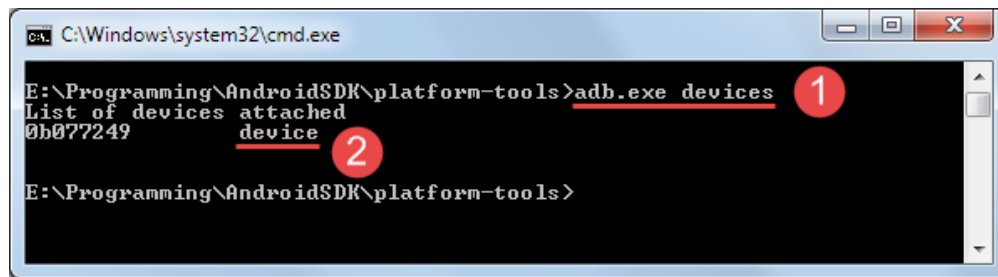 C:\Windows\system32\cmd.exe
E:\Programming\AndroidSDK\platform-tools>adb.exe devices 1
List of devices attached
0b077249 device 2
E:\Programming\AndroidSDK\platform-tools>